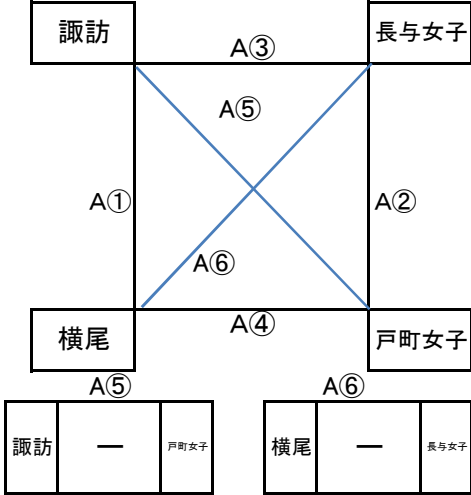 諏訪
長与女子
A③
A⑤
A①
A②
A⑥
横尾
A④
戸町女子
A⑤
A⑥
諏訪 ー 戸町女子
横尾 ー 長与女子